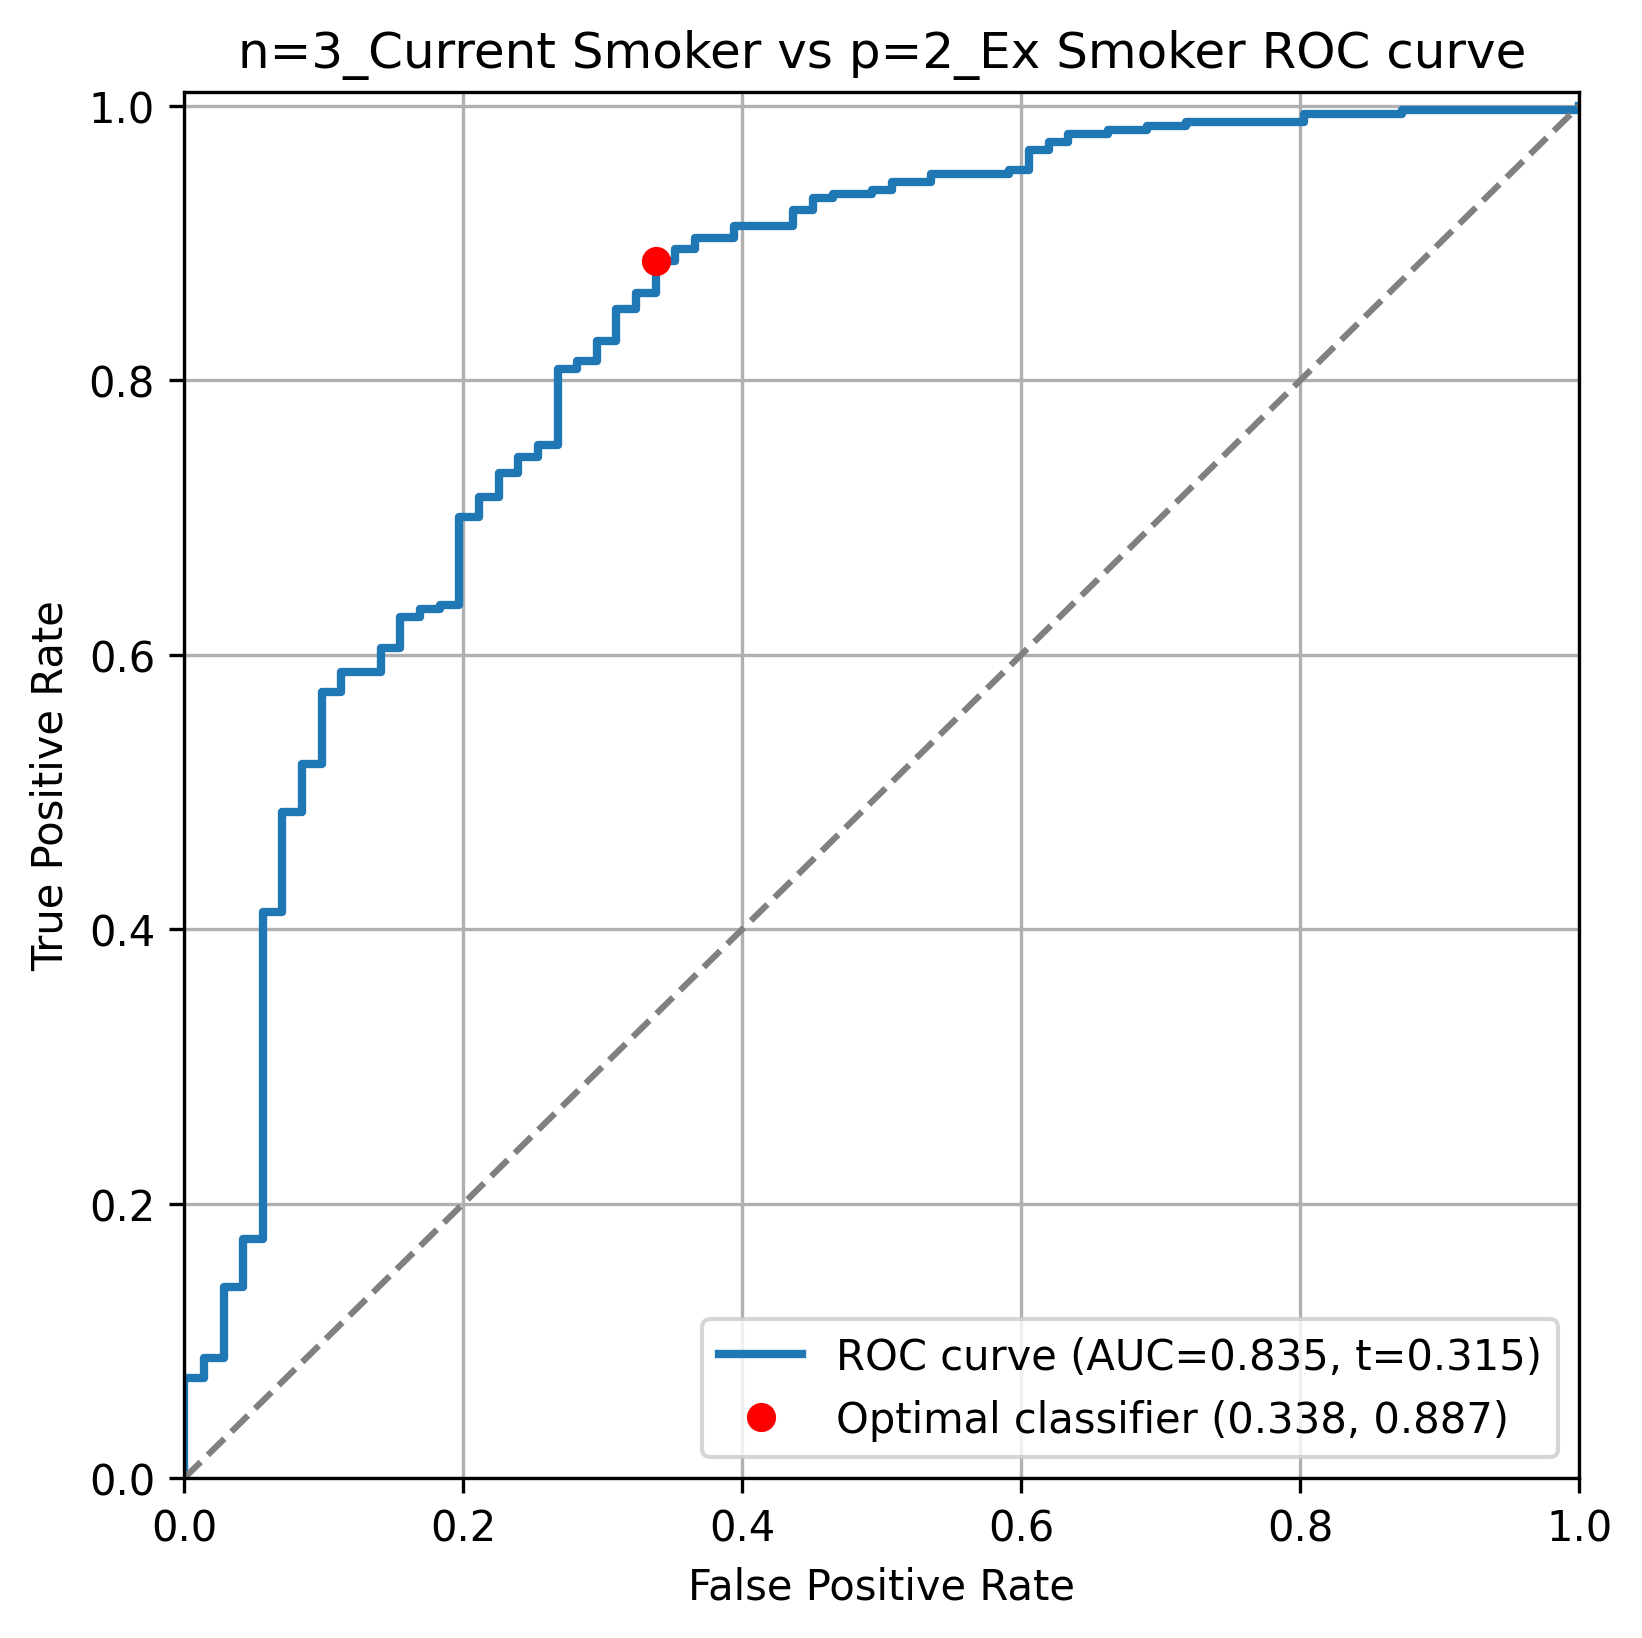 n=3_Current Smoker vs p=2_Ex Smoker ROC curve
1.0
0.8
0.6
0.4
0.2
0.0
True Positive Rate
0.0 0.2 0.4 0.6 0.8 1.0
False Positive Rate
ROC curve (AUC=0.835, t=0.315)
Optimal classifier (0.338, 0.887)